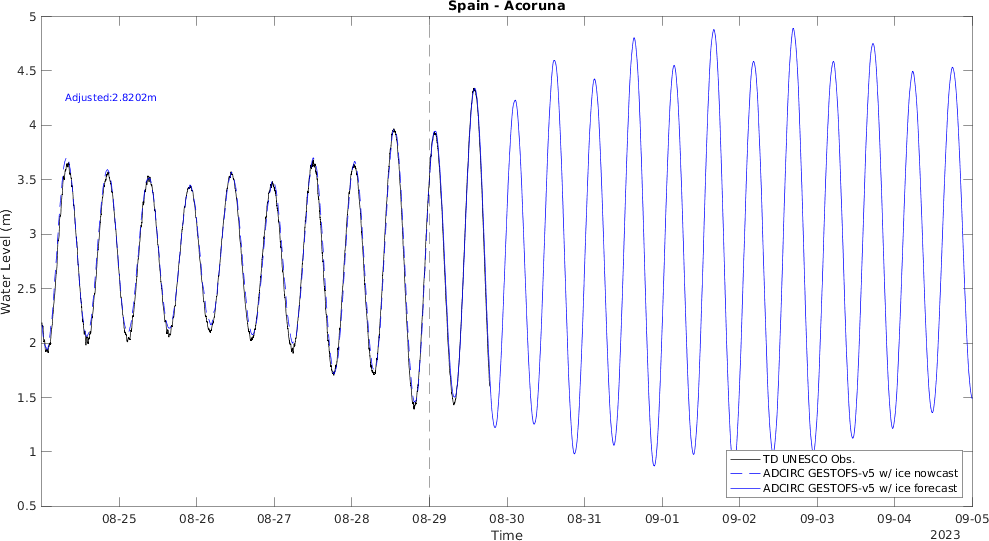 Spain - Acoruna
5
4.5
4
3.5
3
2.5
2
1.5
1
0.5
Water Level (m)
Adjusted:2.8202m
TD UNESCO Obs.
ADCIRC GESTOFS-v5 w/ ice nowcast
ADCIRC GESTOFS-v5 w/ ice forecast
08-25 08-26 08-27 08-28 08-29 08-30 08-31 09-01 09-02 09-03 09-04 09-05
Time
2023